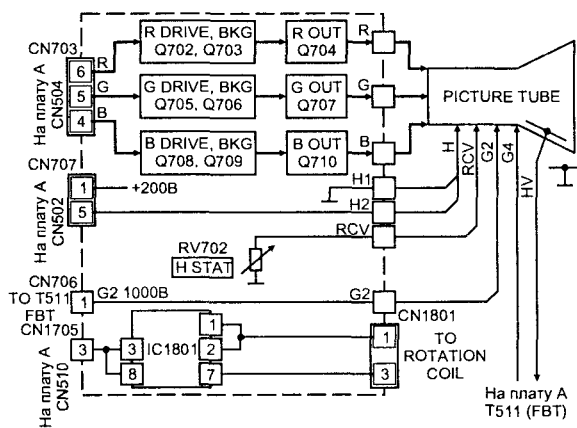 CN703
R DRIVE, BKG
Q702, Q703
R OUT
Q704
R
6
R
На плату А
CN504
5
G
G DRIVE, BKG
Q705, Q706
G OUT
Q707
G
PICTURE TUBE
4
B
B DRIVE, BKG
Q708, Q709
B OUT
Q710
B
H
RCV
G2
G4
HV
CN707
1
+200В
H1
На плату А
CN502
5
H2
RCV
RV702
H STAT
CN706
TO T511
FBT
1
G2 1000В
G2
CN1705
CN1801
3
3
8
IC1801
1
2
7
1
3
TO
ROTATION
COIL
На плату А
CN510
На плату А
T511 (FBT)